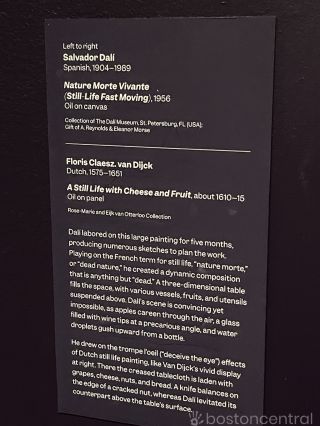 Left to right
Salvador Dalí
Spanish, 1904–1989
Nature Morte Vivante
(Still-Life Fast Moving), 1956
Oil on canvas
Collection of The Dalí Museum, St. Petersburg, FL (USA);
Gift of A. Reynolds & Eleanor Morse
Floris Claesz. van Dijck
Dutch, 1575–1651
A Still Life with Cheese and Fruit, about 1610–15
Oil on panel
Rose-Marie and Eijk van Otterloo Collection
Dalí labored on this large painting for five months,
producing numerous sketches to plan the work.
Playing on the French term for still life, “nature morte,”
or “dead nature,” he created a dynamic composition
that is anything but “dead.” A three-dimensional table
fills the space, with various vessels, fruits, and utensils
suspended above. Dalí’s scene is convincing yet
impossible, as apples careen through the air, a glass
filled with wine tips at a precarious angle, and water
droplets gush upward from a bottle.
He drew on the trompe l’oeil (“deceive the eye”) effects
of Dutch still life painting, like Van Dijck’s vivid display
at right. There the creased tablecloth is laden with
grapes, cheese, nuts, and bread. A knife balances on
the edge of a cracked nut, whereas Dalí levitated its
counterpart above the table’s surface.
bostoncentral